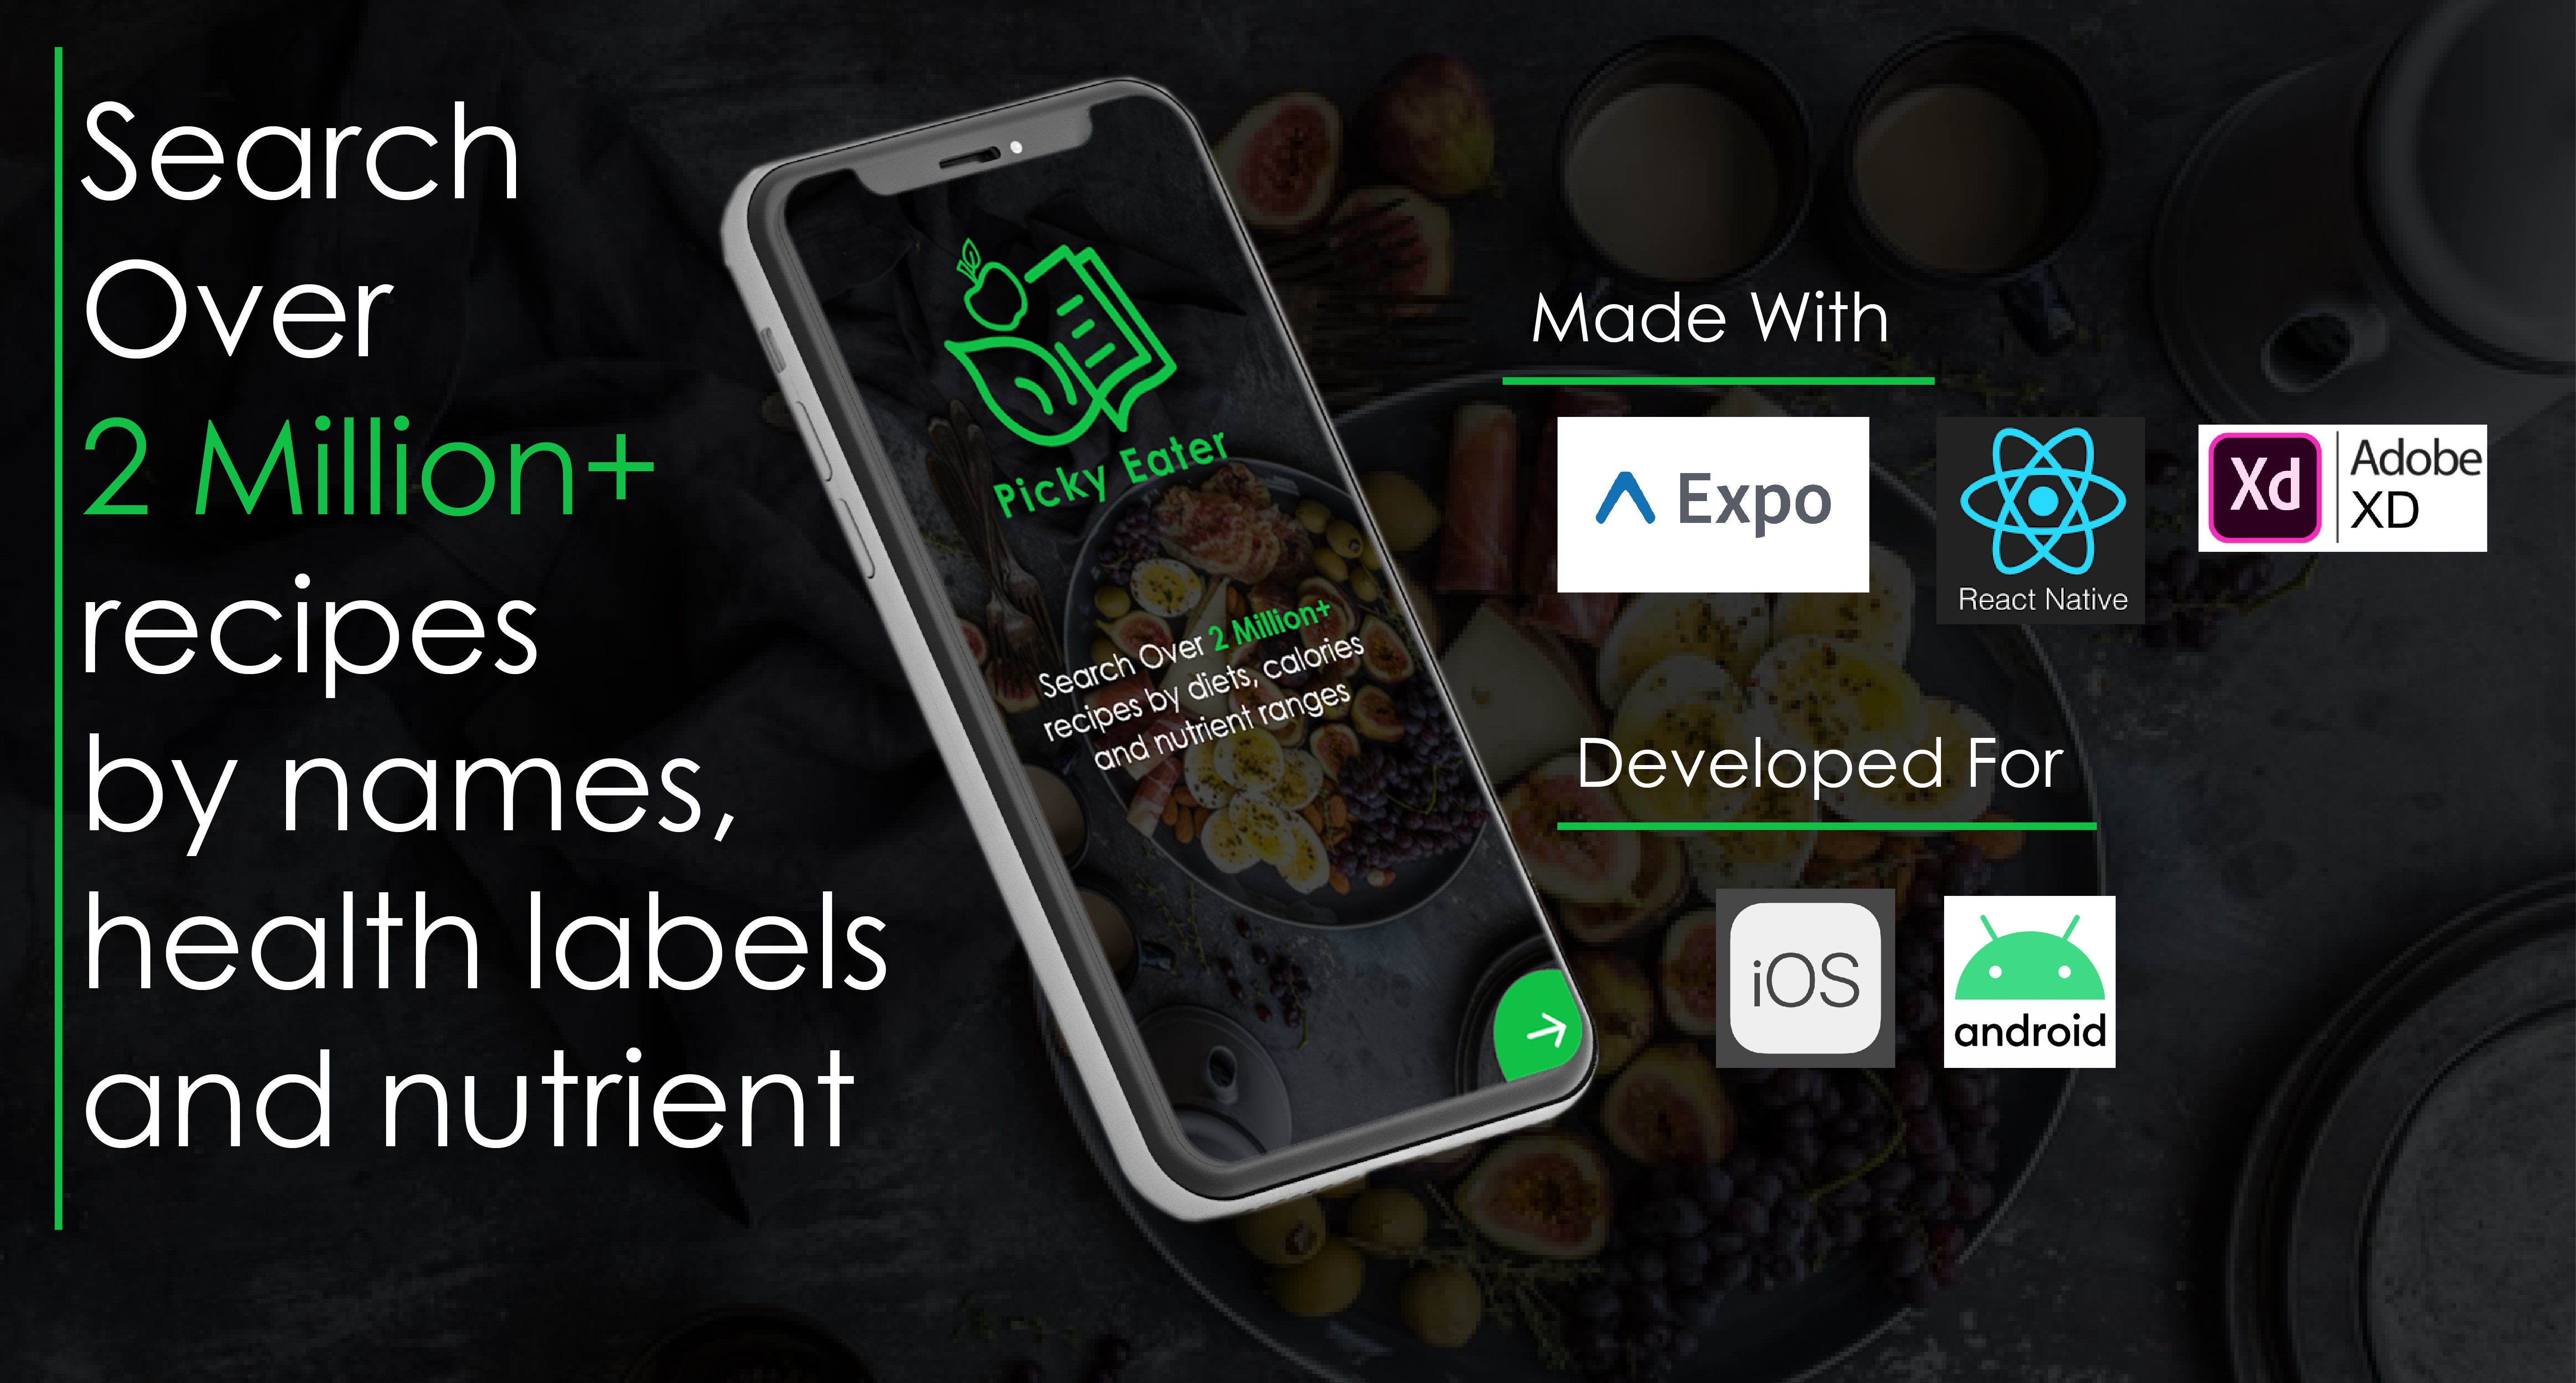 Search
Over
2 Million+
recipes
by names,
health labels
and nutrient
Picky Eater
Search Over 2 Million+
recipes by diets, calories
and nutrient ranges
Made With
Expo
React Native
Xd
Adobe
XD
Developed For
iOS
android